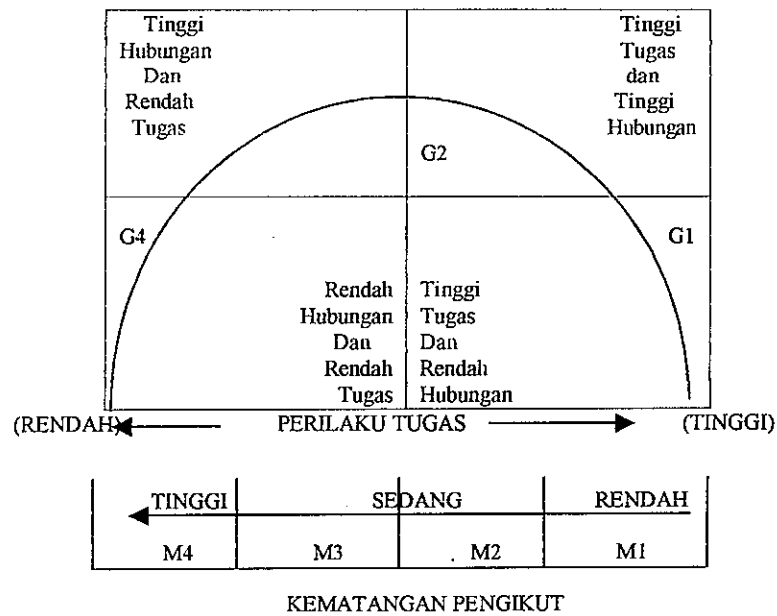 Tinggi
Hubungan
Dan
Rendah
Tugas
Tinggi
Tugas
dan
Tinggi
Hubungan
G2
G4
G1
Rendah
Hubungan
Dan
Rendah
Tugas
Tinggi
Tugas
Dan
Rendah
Hubungan
(RENDAH)
PERILAKU TUGAS
(TINGGI)
TINGGI
SEDANG
RENDAH
M4
M3
M2
M1
KEMATANGAN PENGIKUT